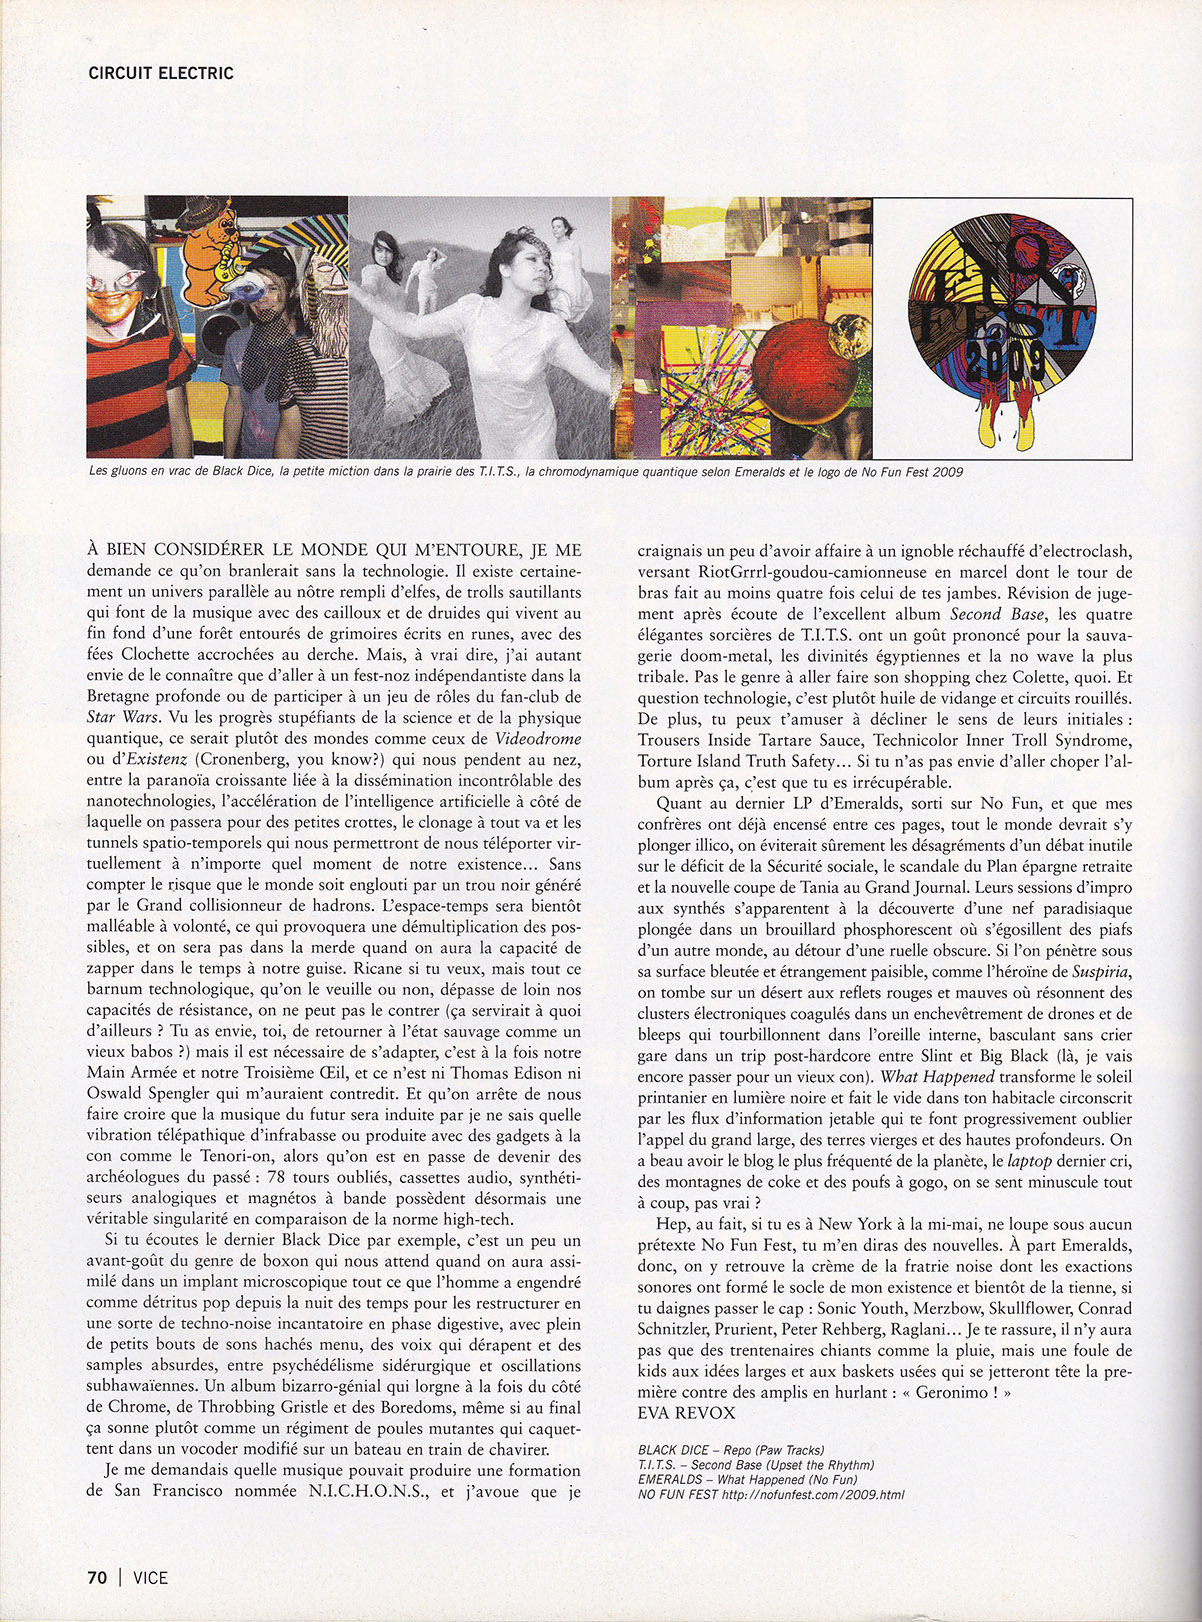 CIRCUIT ELECTRIC
NO
FUN
FEST
2009
Les gluons en vrac de Black Dice, la petite miction dans la prairie des T.I.T.S., la chromodynamique quantique selon Emeralds et le logo de No Fun Fest 2009
À BIEN CONSIDÉRER LE MONDE QUI M’ENTOURE, JE ME
demande ce qu’on branlerait sans la technologie. Il existe certaine-
ment un univers parallèle au nôtre rempli d’elfes, de trolls sautillants
qui font de la musique avec des cailloux et de druides qui vivent au
fin fond d’une forêt entourés de grimoires écrits en runes, avec des
fées Clochette accrochées au derche. Mais, à vrai dire, j’ai autant
envie de le connaître que d’aller à un fest-noz indépendantiste dans la
Bretagne profonde ou de participer à un jeu de rôles du fan-club de
Star Wars. Vu les progrès stupéfiants de la science et de la physique
quantique, ce serait plutôt des mondes comme ceux de Videodrome
ou d’Existenz (Cronenberg, you know?) qui nous pendent au nez,
entre la paranoïa croissante liée à la dissémination incontrôlable des
nanotechnologies, l’accélération de l’intelligence artificielle à côté de
laquelle on passera pour des petites crottes, le clonage à tout va et les
tunnels spatio-temporels qui nous permettront de nous téléporter vir-
tuellement à n’importe quel moment de notre existence... Sans
compter le risque que le monde soit englouti par un trou noir généré
par le Grand collisionneur de hadrons. L’espace-temps sera bientôt
malléable à volonté, ce qui provoquera une démultiplication des pos-
sibles, et on sera pas dans la merde quand on aura la capacité de
zapper dans le temps à notre guise. Ricane si tu veux, mais tout ce
barnum technologique, qu’on le veuille ou non, dépasse de loin nos
capacités de résistance, on ne peut pas le contrer (ça servirait à quoi
d’ailleurs ? Tu as envie, toi, de retourner à l’état sauvage comme un
vieux babos ?) mais il est nécessaire de s’adapter, c’est à la fois notre
Main Armée et notre Troisième Œil, et ce n’est ni Thomas Edison ni
Oswald Spengler qui m’auraient contredit. Et qu’on arrête de nous
faire croire que la musique du futur sera induite par je ne sais quelle
vibration télépathique d’infrabasse ou produite avec des gadgets à la
con comme le Tenori-on, alors qu’on est en passe de devenir des
archéologues du passé : 78 tours oubliés, cassettes audio, synthéti-
seurs analogiques et magnétos à bande possèdent désormais une
véritable singularité en comparaison de la norme high-tech.
Si tu écoutes le dernier Black Dice par exemple, c’est un peu un
avant-goût du genre de boxon qui nous attend quand on aura assi-
milé dans un implant microscopique tout ce que l’homme a engendré
comme détritus pop depuis la nuit des temps pour les restructurer en
une sorte de techno-noise incantatoire en phase digestive, avec plein
de petits bouts de sons hachés menu, des voix qui dérapent et des
samples absurdes, entre psychédélisme sidérurgique et oscillations
subhawaïennes. Un album bizarro-génial qui lorgne à la fois du côté
de Chrome, de Throbbing Gristle et des Boredoms, même si au final
ça sonne plutôt comme un régiment de poules mutantes qui caquet-
tent dans un vocoder modifié sur un bateau en train de chavirer.
Je me demandais quelle musique pouvait produire une formation
de San Francisco nommée N.I.C.H.O.N.S., et j’avoue que je
craignais un peu d’avoir affaire à un ignoble réchauffé d’electroclash,
versant RiotGrrrl-goudou-camionneuse en marcel dont le tour de
bras fait au moins quatre fois celui de tes jambes. Révision de juge-
ment après écoute de l’excellent album Second Base, les quatre
élégantes sorcières de T.I.T.S. ont un goût prononcé pour la sauva-
gerie doom-metal, les divinités égyptiennes et la no wave la plus
tribale. Pas le genre à aller faire son shopping chez Colette, quoi. Et
question technologie, c’est plutôt huile de vidange et circuits rouillés.
De plus, tu peux t’amuser à décliner le sens de leurs initiales :
Trousers Inside Tartare Sauce, Technicolor Inner Troll Syndrome,
Torture Island Truth Safety... Si tu n’as pas envie d’aller choper l’al-
bum après ça, c’est que tu es irrécupérable.
Quant au dernier LP d’Emeralds, sorti sur No Fun, et que mes
confrères ont déjà encensé entre ces pages, tout le monde devrait s’y
plonger illico, on éviterait sûrement les désagréments d’un débat inutile
sur le déficit de la Sécurité sociale, le scandale du Plan épargne retraite
et la nouvelle coupe de Tania au Grand Journal. Leurs sessions d’impro
aux synthés s’apparentent à la découverte d’une nef paradisiaque
plongée dans un brouillard phosphorescent où s’égosillent des piafs
d’un autre monde, au détour d’une ruelle obscure. Si l’on pénètre sous
sa surface bleutée et étrangement paisible, comme l’héroïne de Suspiria,
on tombe sur un désert aux reflets rouges et mauves où résonnent des
clusters électroniques coagulés dans un enchevêtrement de drones et de
bleeps qui tourbillonnent dans l’oreille interne, basculant sans crier
gare dans un trip post-hardcore entre Slint et Big Black (là, je vais
encore passer pour un vieux con). What Happened transforme le soleil
printanier en lumière noire et fait le vide dans ton habitacle circonscrit
par les flux d’information jetable qui te font progressivement oublier
l’appel du grand large, des terres vierges et des hautes profondeurs. On
a beau avoir le blog le plus fréquenté de la planète, le laptop dernier cri,
des montagnes de coke et des poufs à gogo, on se sent minuscule tout
à coup, pas vrai ?
Hep, au fait, si tu es à New York à la mi-mai, ne loupe sous aucun
prétexte No Fun Fest, tu m’en diras des nouvelles. À part Emeralds,
donc, on y retrouve la crème de la fratrie noise dont les exactions
sonores ont formé le socle de mon existence et bientôt de la tienne, si
tu daignes passer le cap : Sonic Youth, Merzbow, Skullflower, Conrad
Schnitzler, Prurient, Peter Rehberg, Raglani... Je te rassure, il n’y aura
pas que des trentenaires chiants comme la pluie, mais une foule de
kids aux idées larges et aux baskets usées qui se jetteront tête la pre-
mière contre des amplis en hurlant : « Geronimo ! »
EVA REVOX
BLACK DICE – Repo (Paw Tracks)
T.I.T.S. – Second Base (Upset the Rhythm)
EMERALDS – What Happened (No Fun)
NO FUN FEST http://nofunfest.com/2009.html
70 | VICE